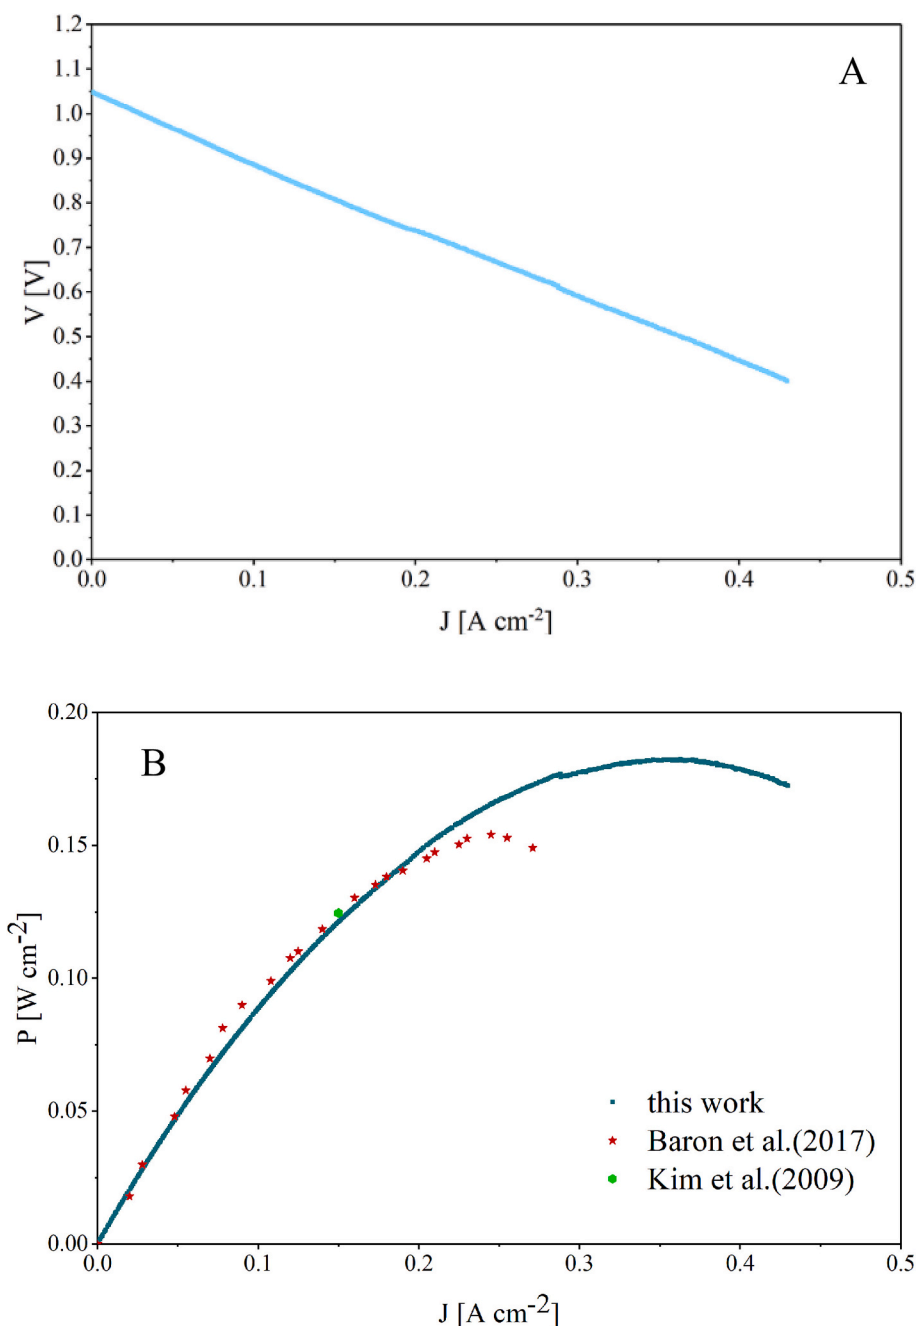 A
1.2
1.1
1.0
0.9
0.8
0.7
0.6
0.5
0.4
0.3
0.2
0.1
0.0
V [V]
0.0 0.1 0.2 0.3 0.4 0.5
J [A cm-2]
B
0.20
0.15
0.10
0.05
0.00
P [W cm-2]
this work
Baron et al.(2017)
Kim et al.(2009)
0.0 0.1 0.2 0.3 0.4 0.5
J [A cm-2]